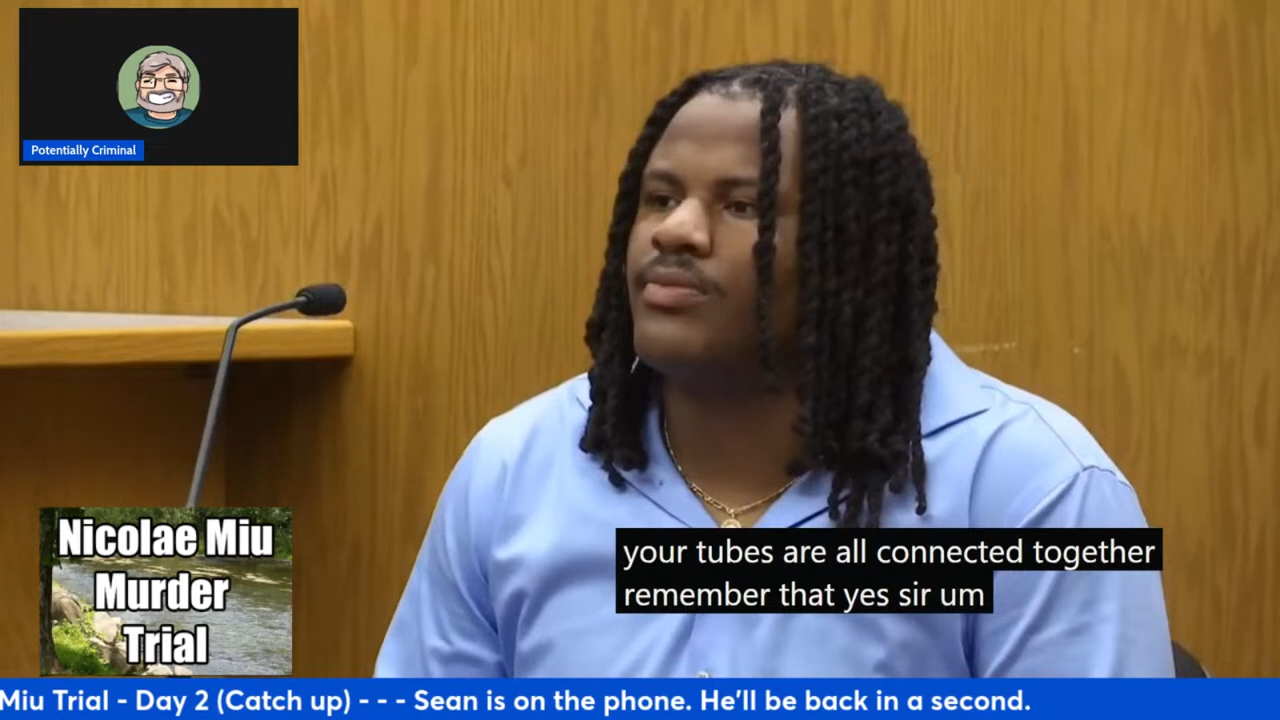 Potentially Criminal
your tubes are all connected together
remember that yes sir um
Nicolae Miu
Murder
Trial
Miu Trial - Day 2 (Catch up) - - - Sean is on the phone. He'll be back in a second.